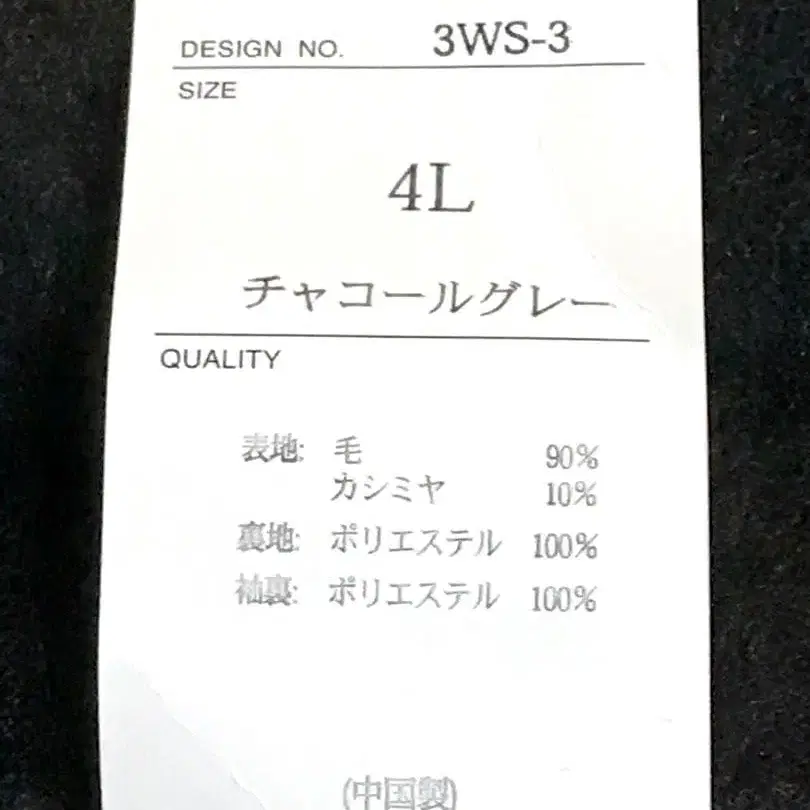 DESIGN NO. 3WS-3
SIZE
4L
チャコールグレー
QUALITY
表地: 毛 90%
カシミヤ 10%
裏地: ポリエステル 100%
袖裏: ポリエステル 100%
(中国製)